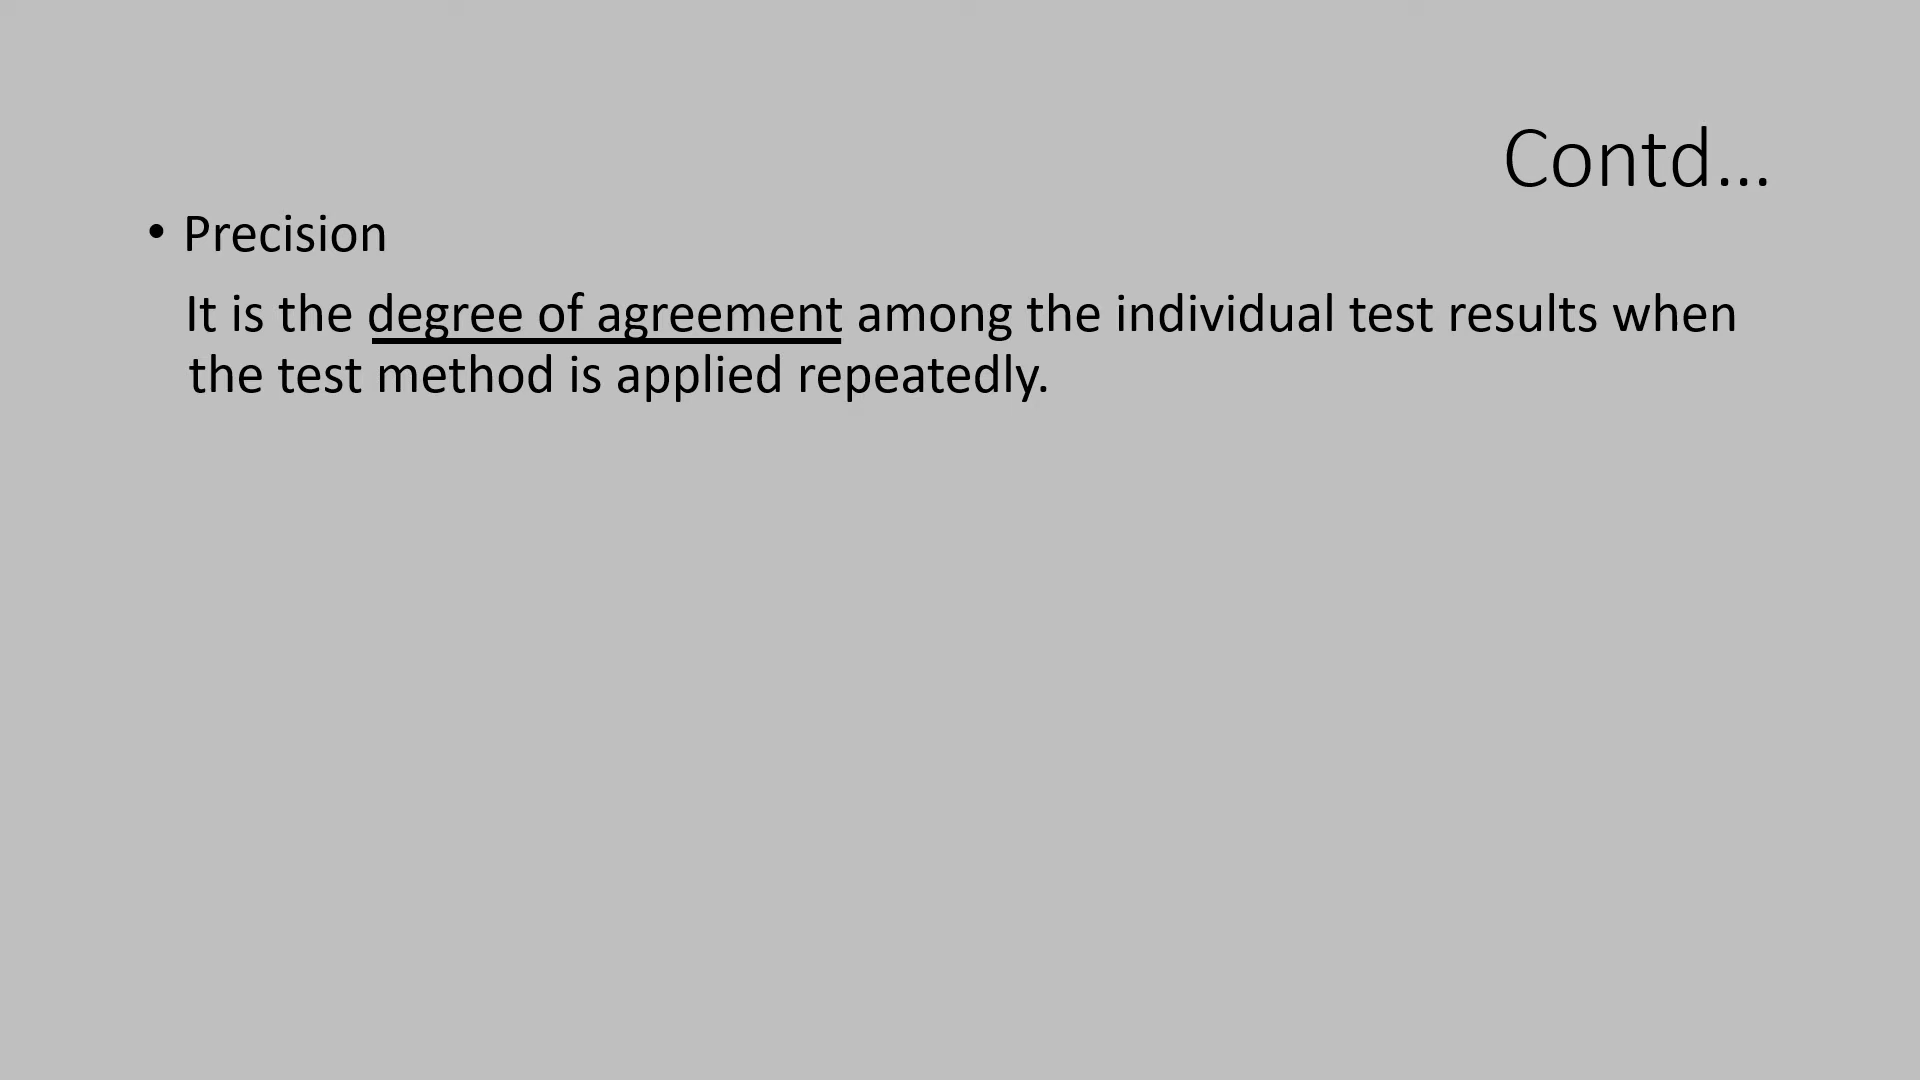 Contd...
• Precision
It is the degree of agreement among the individual test results when
the test method is applied repeatedly.